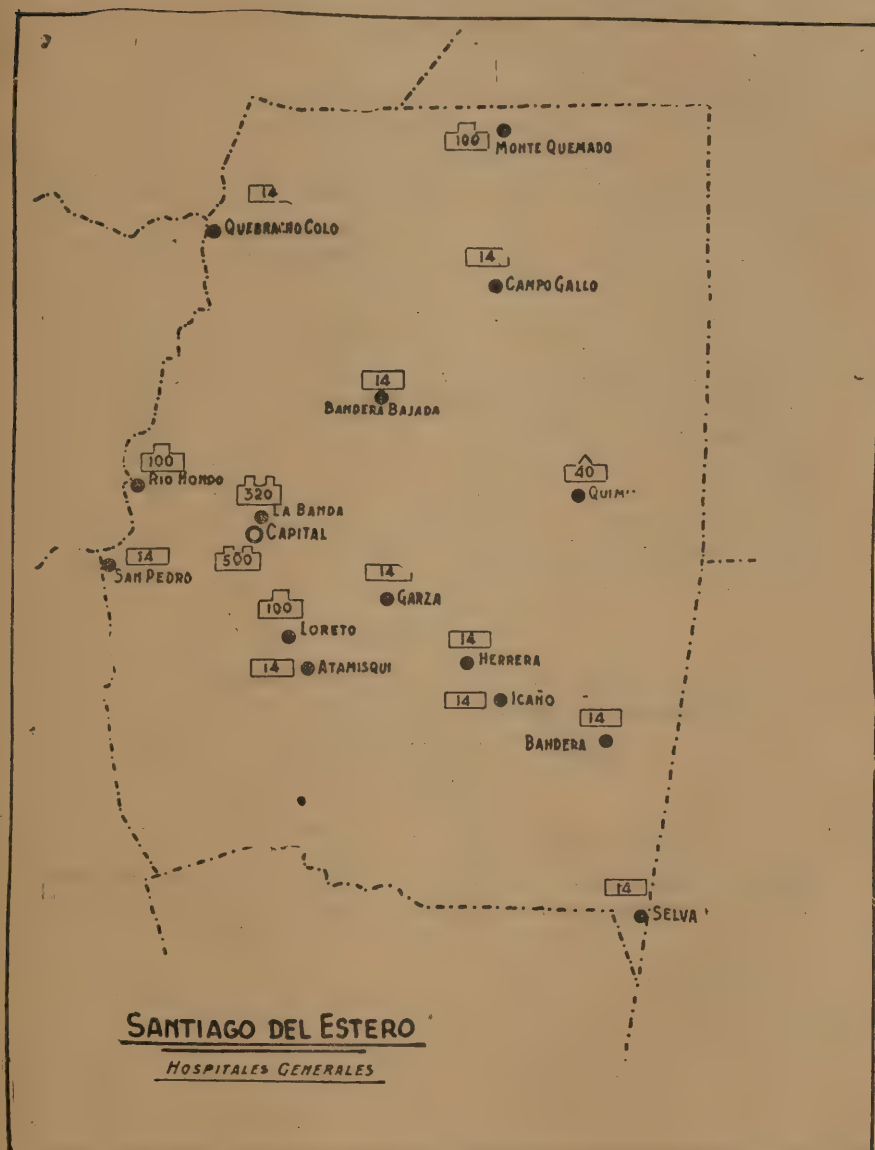 100
MONTE QUEMADO
14
QUEBRACHO COLO
14
CAMPO GALLO
14
BANDERA BAJADA
100
RIO HONDO
40
320
LA BANDA
CAPITAL
500
14
SAN PEDRO
14
GARZA
100
LORETO
14
HERRERA
14
ATAMISQUI
14
ICAÑO
14
BANDERA
14
SELVA
SANTIAGO DEL ESTERO
HOSPITALES GENERALES